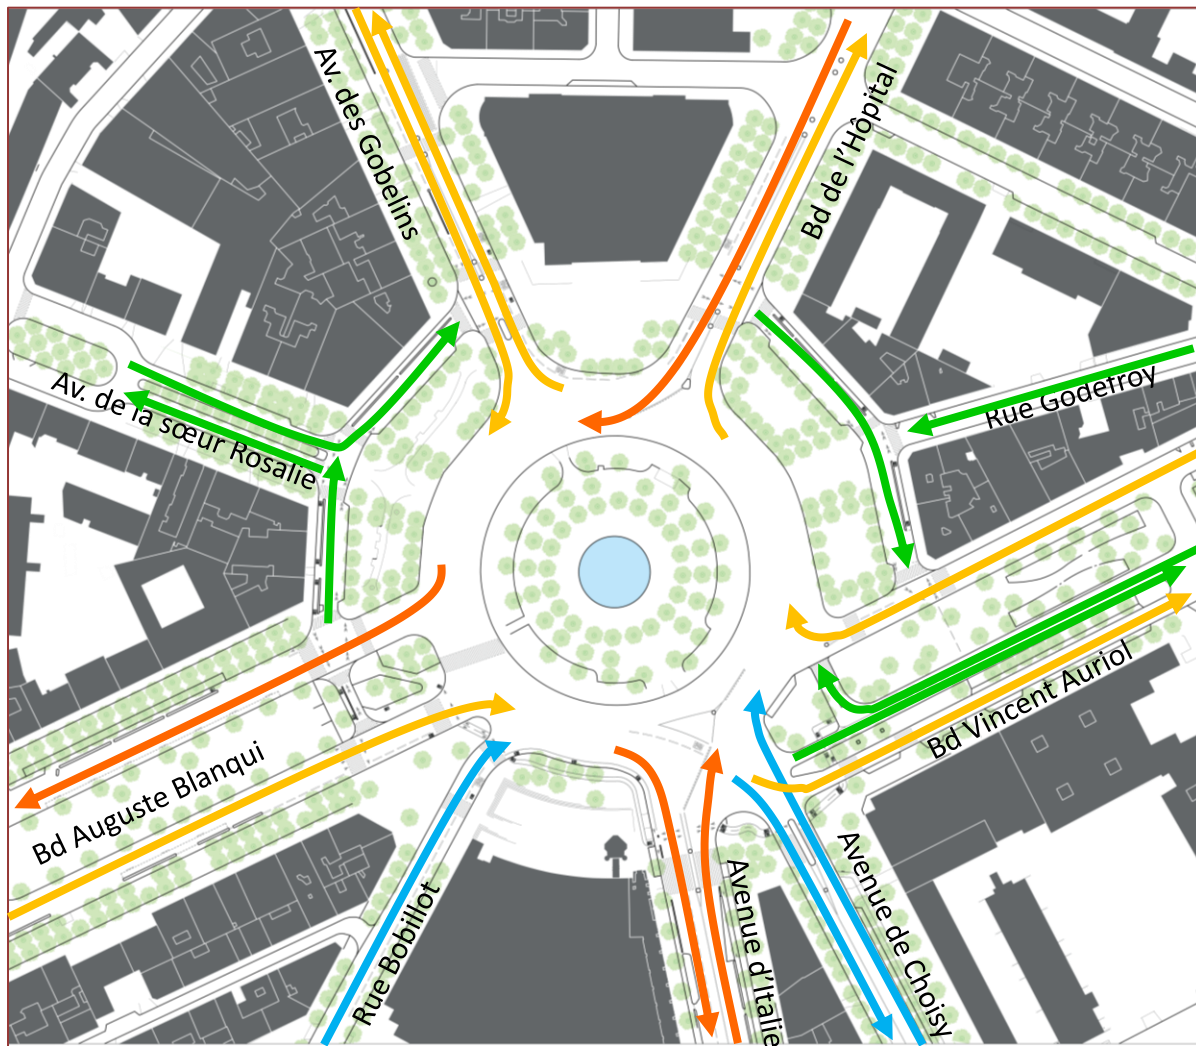 Av. des Gobelins
Bd de l'Hôpital
Av. de la sœur Rosalie
Rue Godefroy
Bd Vincent Auriol
Bd Auguste Blanqui
Rue Bobillot
Avenue d'Italie
Avenue de Choisy